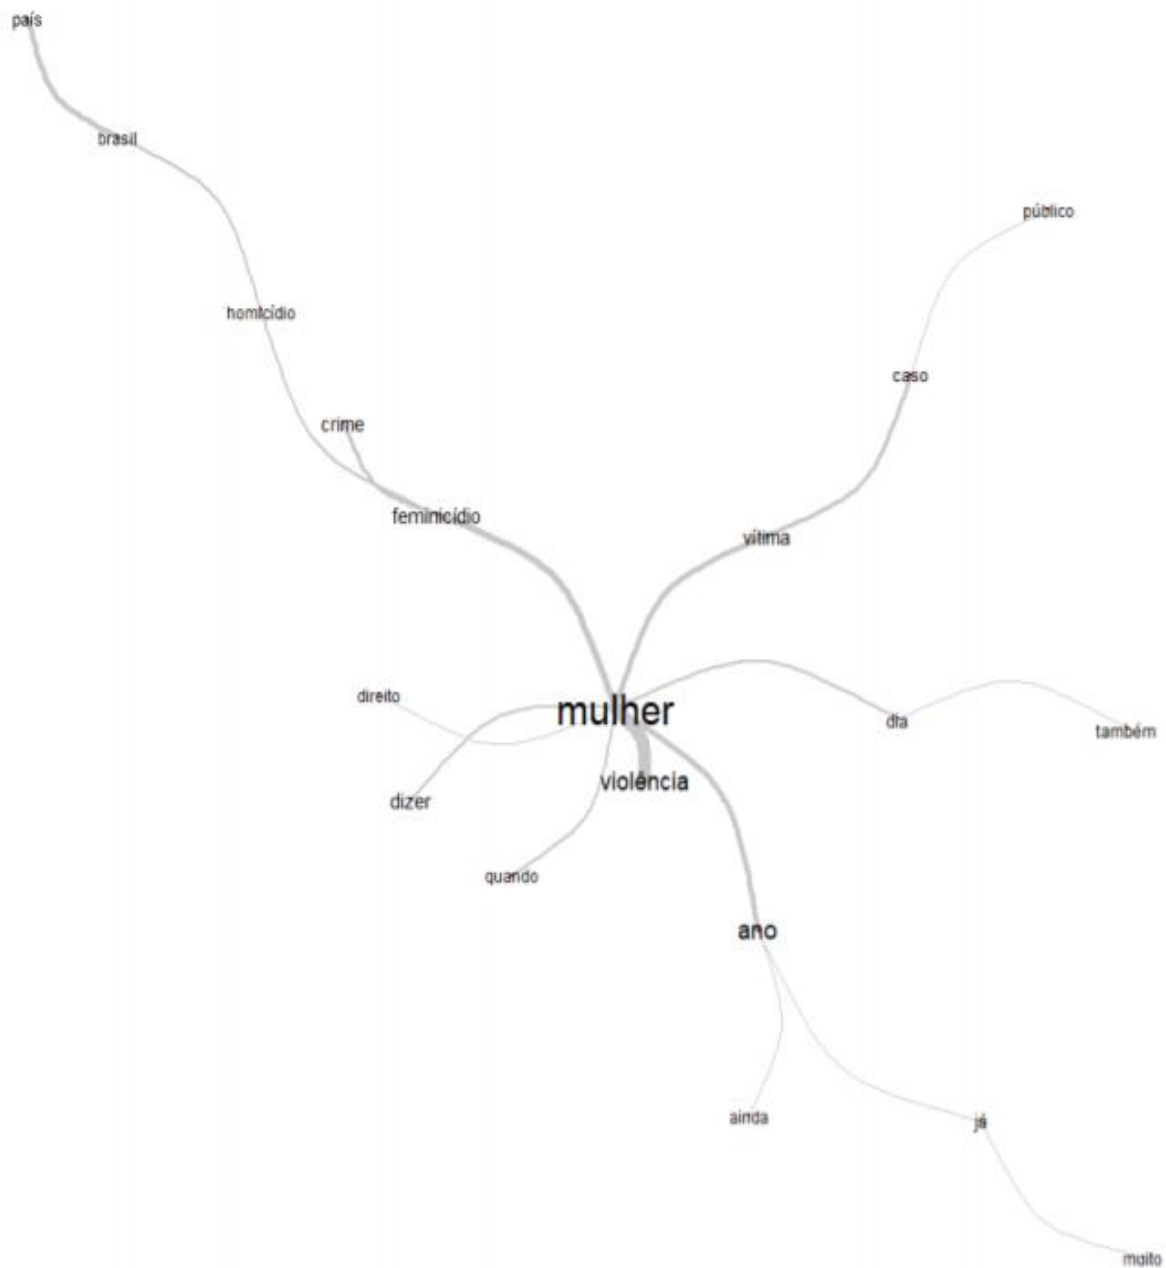 país
brasil
público
homicídio
caso
crime
feminicídio
vítima
direito
mulher
dia
também
violência
dizer
quando
ano
ainda
já
muito